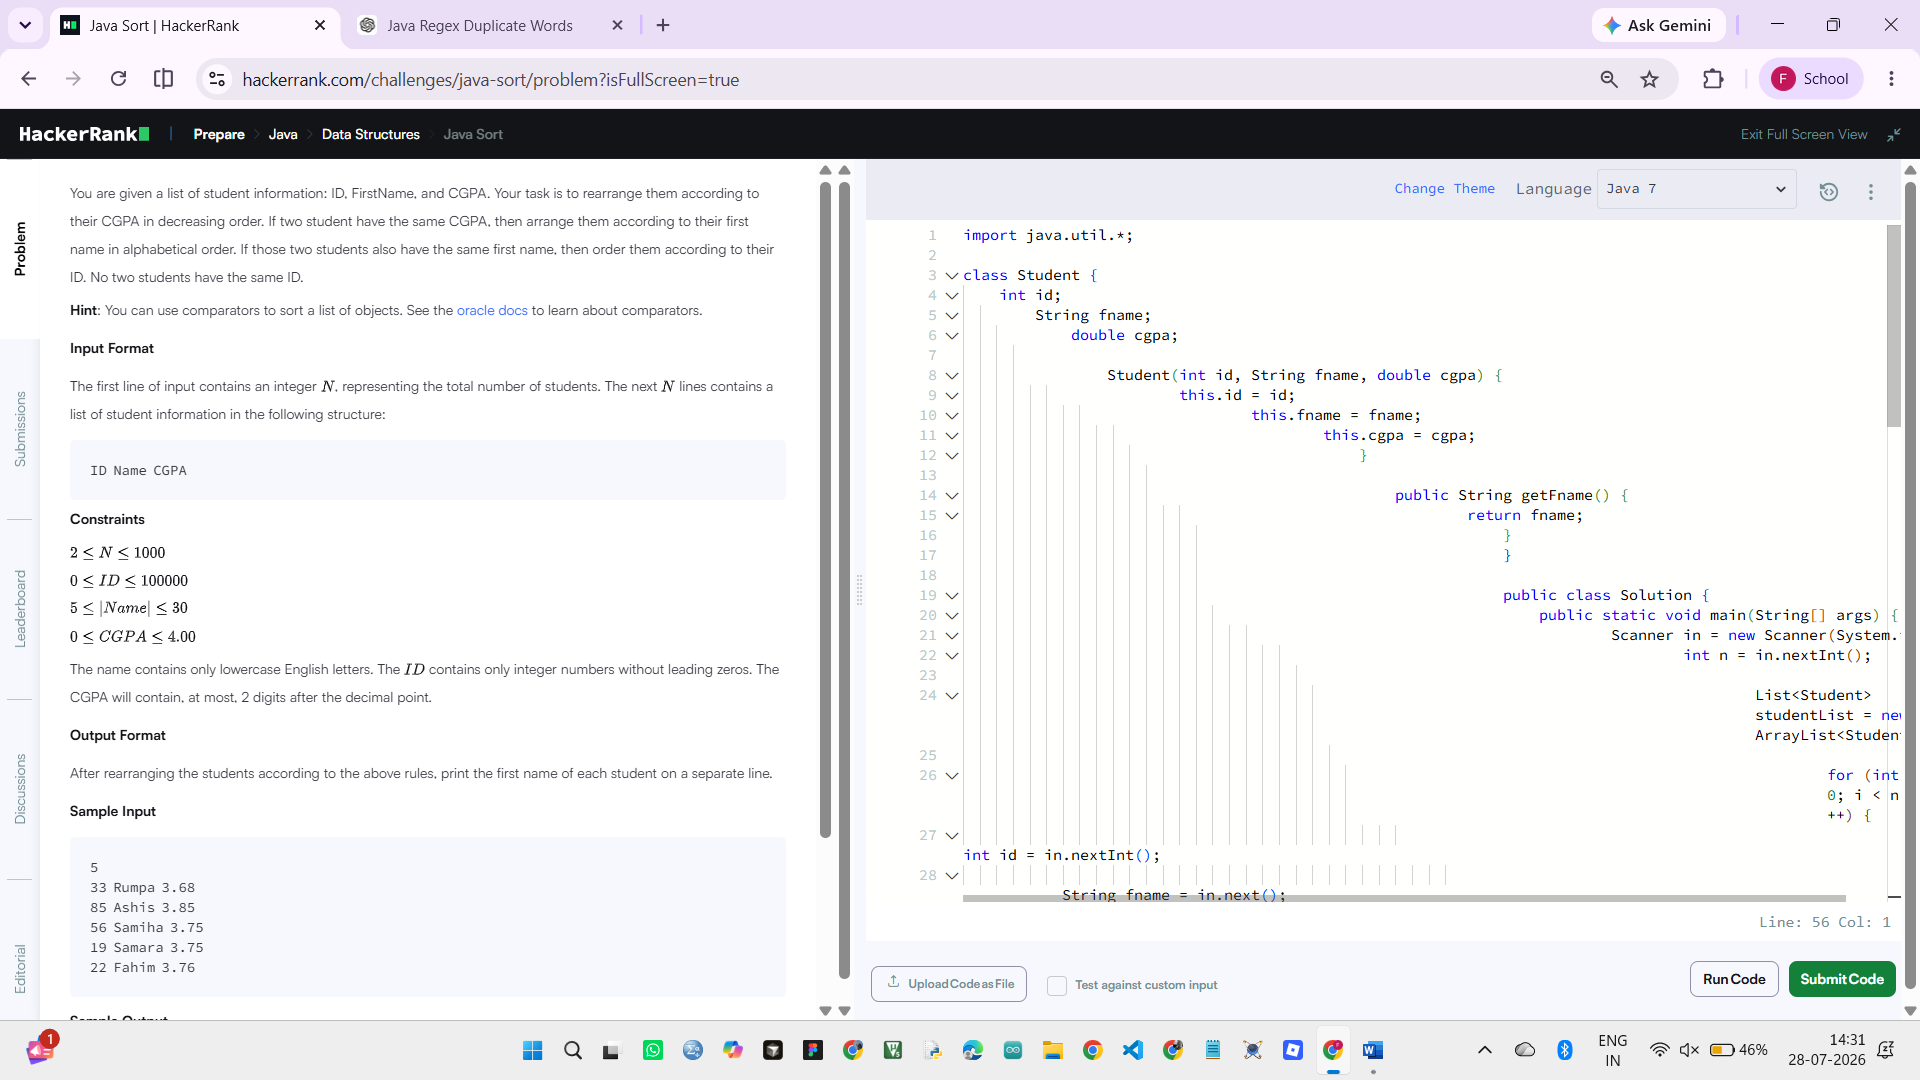 Java Sort | HackerRank
Java Regex Duplicate Words
Ask Gemini
hackerrank.com/challenges/java-sort/problem?isFullScreen=true
F School
HackerRank
Prepare
Java
Data Structures
Java Sort
Exit Full Screen View
Problem
Submissions
Leaderboard
Discussions
Editorial
You are given a list of student information: ID, FirstName, and CGPA. Your task is to rearrange them according to
their CGPA in decreasing order. If two student have the same CGPA, then arrange them according to their first
name in alphabetical order. If those two students also have the same first name, then order them according to their
ID. No two students have the same ID.
Hint: You can use comparators to sort a list of objects. See the oracle docs to learn about comparators.
Input Format
The first line of input contains an integer N, representing the total number of students. The next N lines contains a
list of student information in the following structure:
ID Name CGPA
Constraints
2 ≤ N ≤ 1000
0 ≤ ID ≤ 100000
5 ≤ |Name| ≤ 30
0 ≤ CGPA ≤ 4.00
The name contains only lowercase English letters. The ID contains only integer numbers without leading zeros. The
CGPA will contain, at most, 2 digits after the decimal point.
Output Format
After rearranging the students according to the above rules, print the first name of each student on a separate line.
Sample Input
5
33 Rumpa 3.68
85 Ashis 3.85
56 Samiha 3.75
19 Samara 3.75
22 Fahim 3.76
Sample Output
Change Theme
Language
Java 7
1 import java.util.*;
2
3 class Student {
4 int id;
5 String fname;
6 double cgpa;
7
8 Student(int id, String fname, double cgpa) {
9 this.id = id;
10 this.fname = fname;
11 this.cgpa = cgpa;
12 }
13
14 public String getFname() {
15 return fname;
16 }
17 }
18
19 public class Solution {
20 public static void main(String[] args) {
21 Scanner in = new Scanner(System.
22 int n = in.nextInt();
23
24 List<Student>
studentList = new
ArrayList<Student
25
26 for (int
0; i < n
++) {
27
int id = in.nextInt();
28
String fname = in.next();
Line: 56 Col: 1
Upload Code as File
Test against custom input
Run Code
Submit Code
1
ENG
IN
46%
14:31
28-07-2026